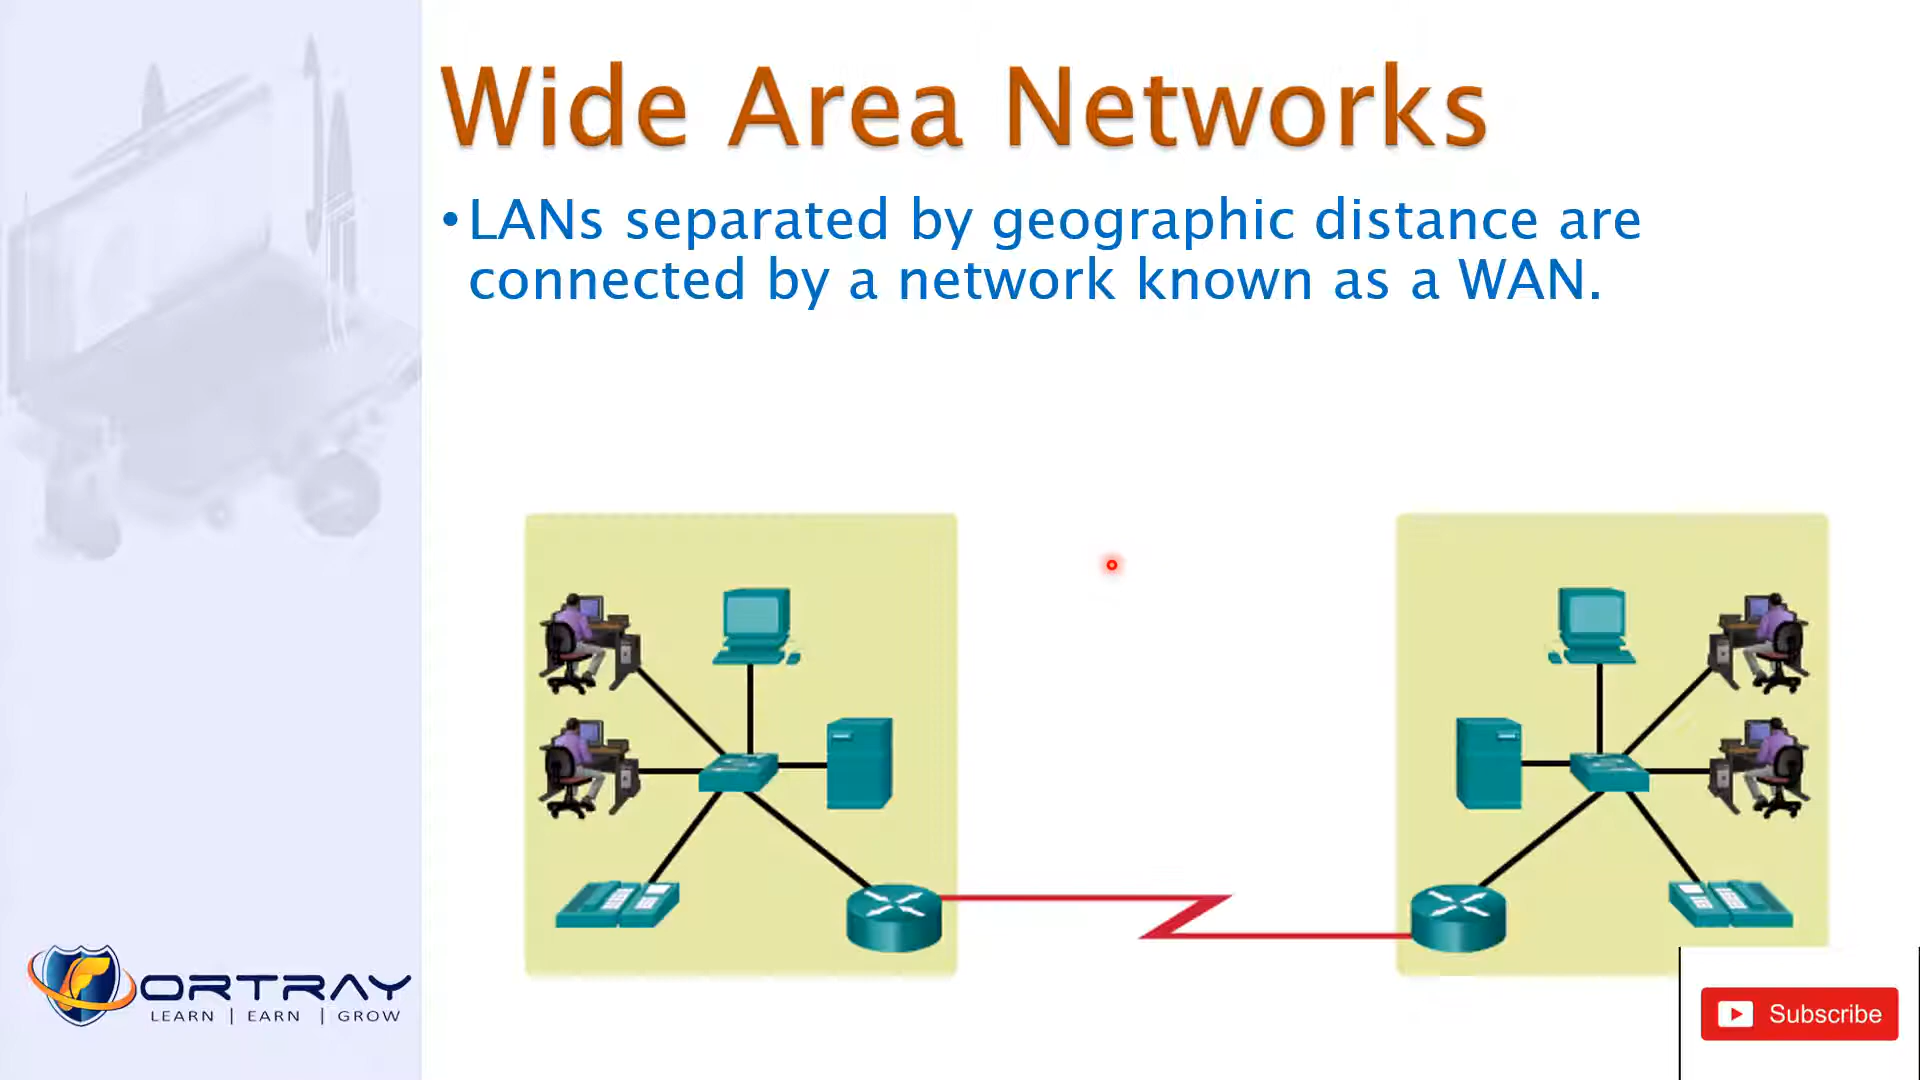 Wide Area Networks
•LANs separated by geographic distance are
connected by a network known as a WAN.
ORTRAY
LEARN | EARN | GROW
Subscribe